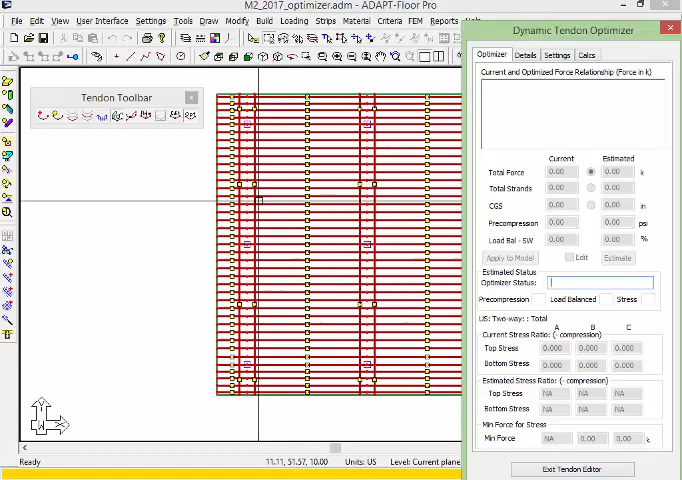 M2_2017_optimizer.adm - ADAPT-Floor Pro
File Edit View User Interface Settings Tools Draw Modify Build Loading Strips Material Criteria FEM Reports Help
Tendon Toolbar
Dynamic Tendon Optimizer
Optimizer Details Settings Calcs
Current and Optimized Force Relationship (Force in k)
Current Estimated
Total Force 0.00 0.00 k
Total Strands 0.00 0.00
CGS 0.00 0.00 in
Precompression 0.00 0.00 psi
Load Bal - SW 0.00 0.00 %
Apply to Model Edit Estimate
Estimated Status
Optimizer Status:
Precompression Load Balanced Stress
US: Two-way: : Total
A B C
Current Stress Ratio: (- compression)
Top Stress 0.000 0.000 0.000
Bottom Stress 0.000 0.000 0.000
Estimated Stress Ratio: (- compression)
Top Stress NA NA NA
Bottom Stress NA NA NA
Min Force for Stress
Min Force NA 0.00 0.00 k
Exit Tendon Editor
Ready 11.11, 51.57, 10.00 Units: US Level: Current plane